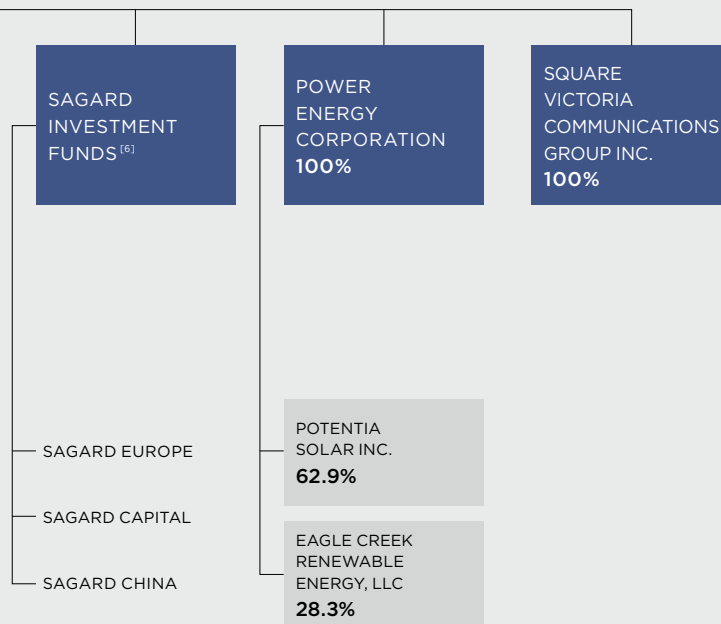 SAGARD
INVESTMENT
FUNDS [6]
POWER
ENERGY
CORPORATION
100%
SQUARE
VICTORIA
COMMUNICATIONS
GROUP INC.
100%
SAGARD EUROPE
SAGARD CAPITAL
SAGARD CHINA
POTENTIA
SOLAR INC.
62.9%
EAGLE CREEK
RENEWABLE
ENERGY, LLC
28.3%